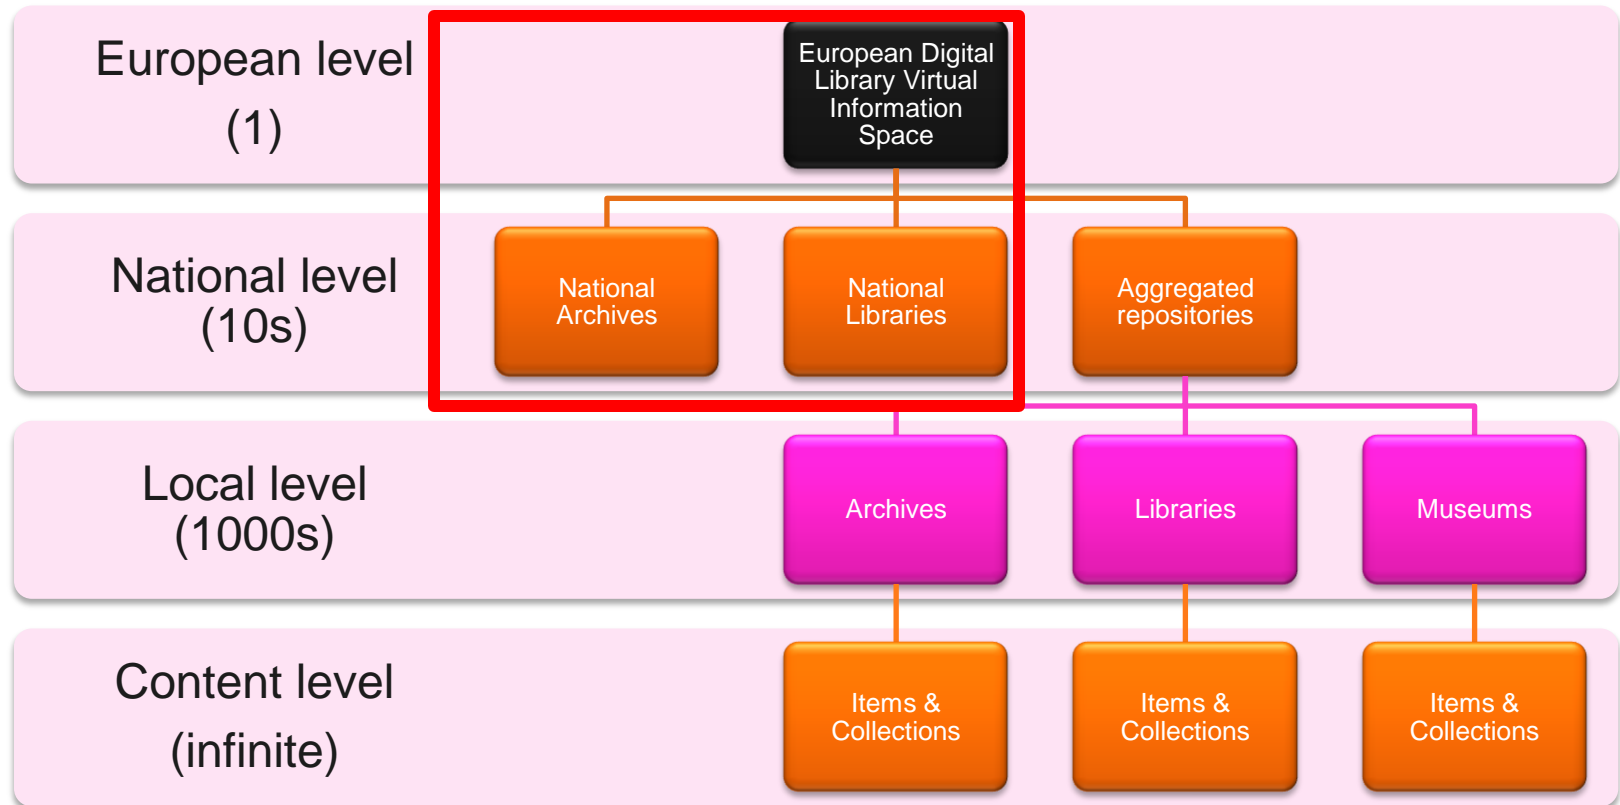 European level
(1)
European Digital
Library Virtual
Information
Space
National level
(10s)
National
Archives
National
Libraries
Aggregated
repositories
Local level
(1000s)
Archives
Libraries
Museums
Content level
(infinite)
Items &
Collections
Items &
Collections
Items &
Collections